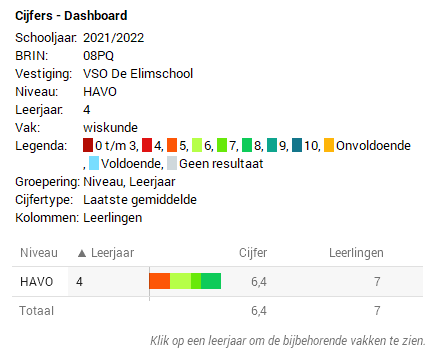 Cijfers - Dashboard
Schooljaar: 2021/2022
BRIN: 08PQ
Vestiging: VSO De Elimschool
Niveau: HAVO
Leerjaar: 4
Vak: wiskunde
Legenda: 0 t/m 3, 4, 5, 6, 7, 8, 9, 10, Onvoldoende
, Voldoende, Geen resultaat
Groepering: Niveau, Leerjaar
Cijfertype: Laatste gemiddelde
Kolommen: Leerlingen
Niveau ▲ Leerjaar Cijfer Leerlingen
HAVO 4 6,4 7
Totaal 6,4 7
Klik op een leerjaar om de bijbehorende vakken te zien.